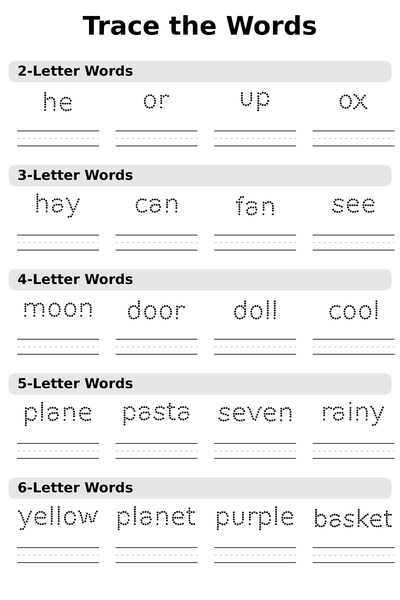 Trace the Words
2-Letter Words
he or up ox
3-Letter Words
hay can fan see
4-Letter Words
moon door doll cool
5-Letter Words
plane pasta seven rainy
6-Letter Words
yellow planet purple basket